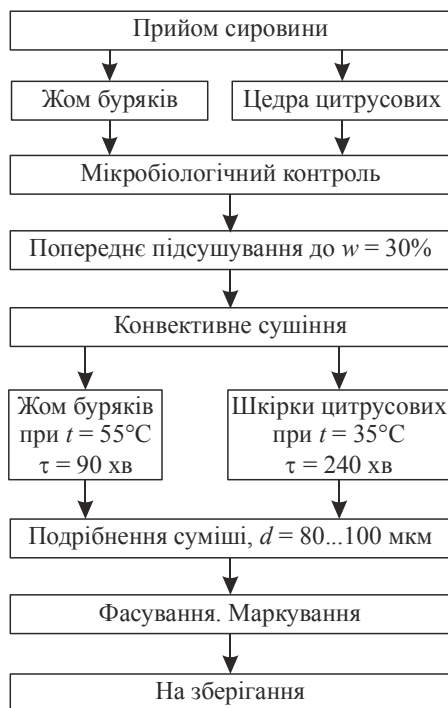 Прийом сировини
Жом буряків
Цедра цитрусових
Мікробіологічний контроль
Попереднє підсушування до w = 30%
Конвективне сушіння
Жом буряків
при t = 55°C
τ = 90 хв
Шкірки цитрусових
при t = 35°C
τ = 240 хв
Подрібнення суміші, d = 80...100 мкм
Фасування. Маркування
На зберігання